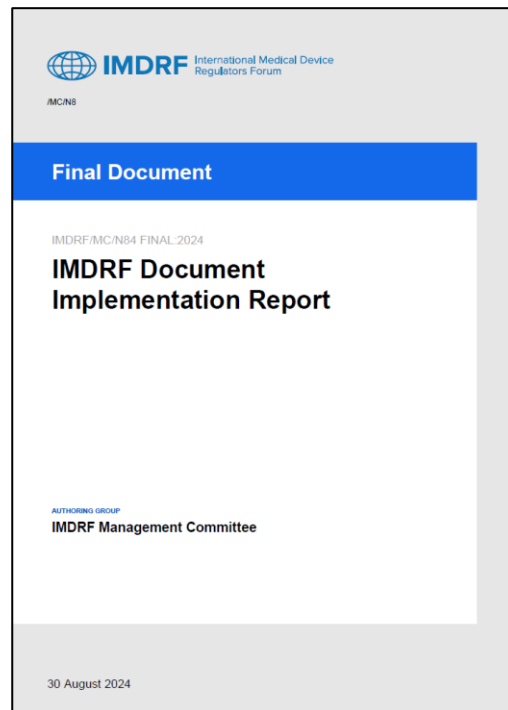 IMDRF International Medical Device
Regulators Forum
/MC/N8
Final Document
IMDRF/MC/N84 FINAL:2024
IMDRF Document
Implementation Report
AUTHORING GROUP
IMDRF Management Committee
30 August 2024